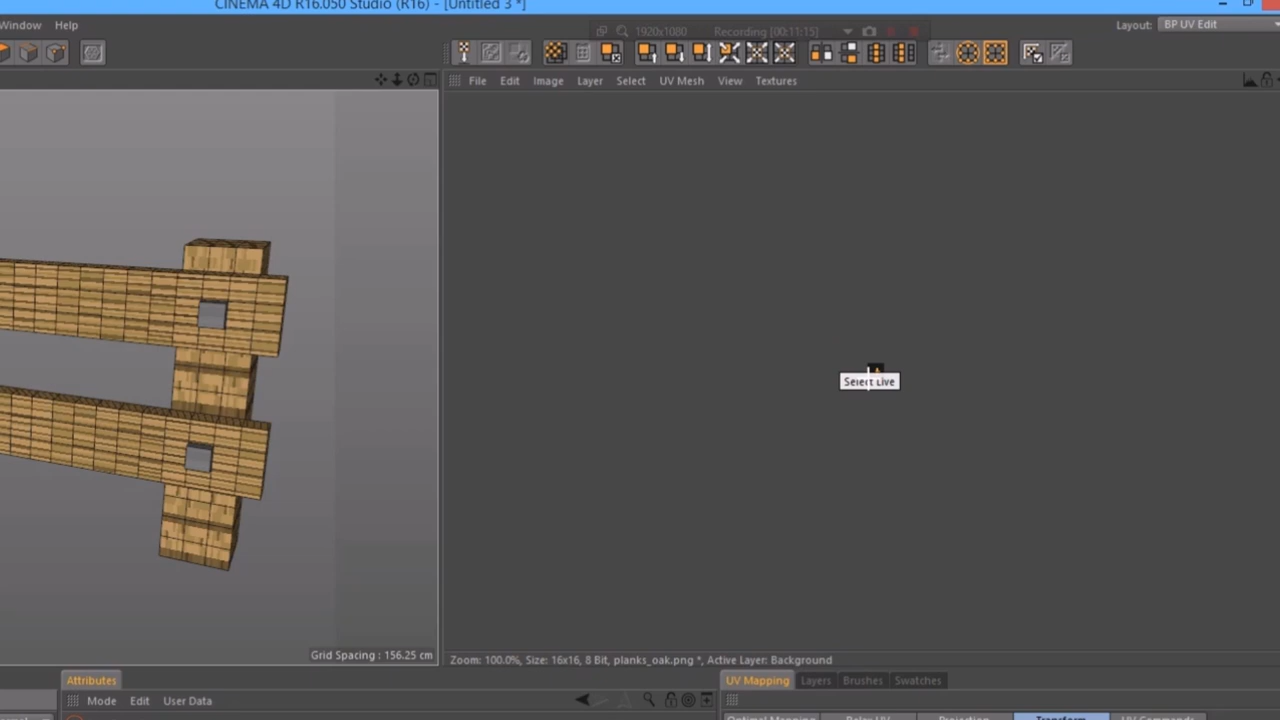 CINEMA 4D R16.050 Studio (R16) - [Untitled 3 *]
Window Help
1920x1080 Recording [00:11:15]
Layout: BP UV Edit
File Edit Image Layer Select UV Mesh View Textures
Select Live
Grid Spacing : 156.25 cm
Zoom: 100.0%, Size: 16x16, 8 Bit, planks_oak.png *, Active Layer: Background
Attributes
UV Mapping Layers Brushes Swatches
Mode Edit User Data
Optimal Mapping Relax UV Projection Transform UV Commands